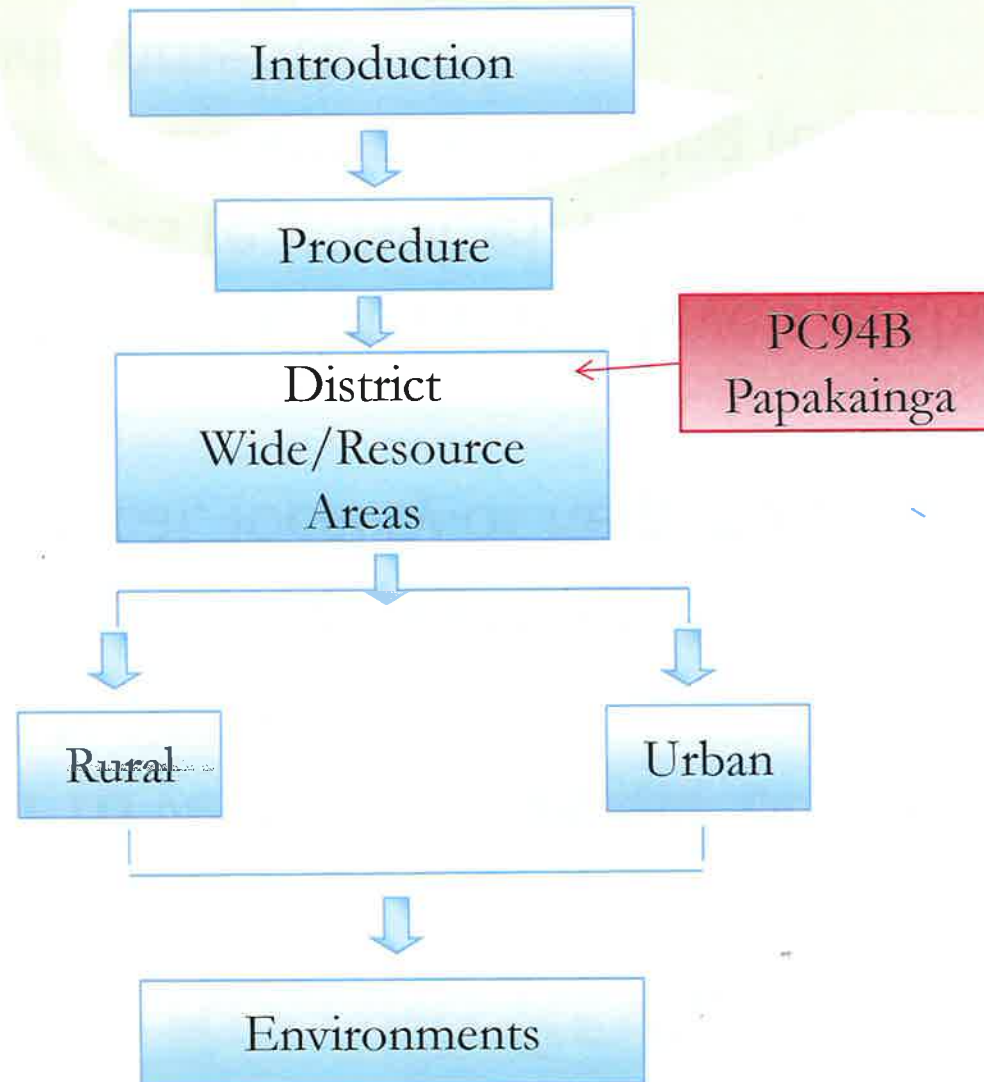 Introduction
Procedure
District
Wide/Resource
Areas
PC94B
Papakainga
Rural
Urban
Environments